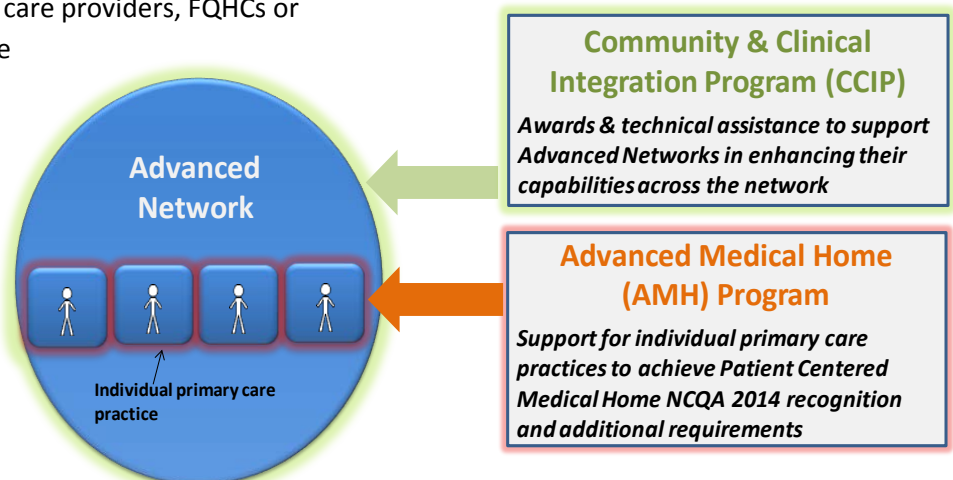 care providers, FQHCs or
e
Advanced
Network
Individual primary care
practice
Community & Clinical
Integration Program (CCIP)
Awards & technical assistance to support
Advanced Networks in enhancing their
capabilities across the network
Advanced Medical Home
(AMH) Program
Support for individual primary care
practices to achieve Patient Centered
Medical Home NCQA 2014 recognition
and additional requirements